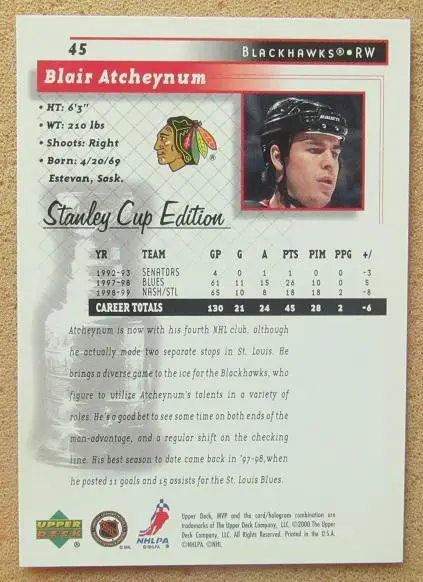 45
BLACKHAWKS® • RW
Blair Atcheynum
• HT: 6'3"
• WT: 210 lbs
• Shoots: Right
• Born: 4/20/69
Estevan, Sask.
BAUER
®
Stanley Cup Edition
YR TEAM GP G A PTS PIM PPG +/
1992-93 SENATORS 4 0 1 1 0 0 -3
1997-98 BLUES 61 11 15 26 10 0 5
1998-99 NASH/STL 65 10 8 18 18 2 -8
CAREER TOTALS 130 21 24 45 28 2 -6
Atcheynum is now with his fourth NHL club, although
he actually made two separate stops in St. Louis. He
brings a diverse game to the ice for the Blackhawks, who
figure to utilize Atcheynum's talents in a variety of
roles. He's a good bet to see some time on both ends of the
man-advantage, and a regular shift on the checking
line. His best season to date came back in '97-98, when
he posted 11 goals and 15 assists for the St. Louis Blues.
UPPER DECK
NHL
© NHL
NHLPA
©NHLPA ®
Upper Deck, MVP and the card/hologram combination are
trademarks of The Upper Deck Company, LLC. ©2000 The Upper
Deck Company, LLC. All Rights Reserved. Printed in the U.S.A.
©NHLPA. ©NHL.